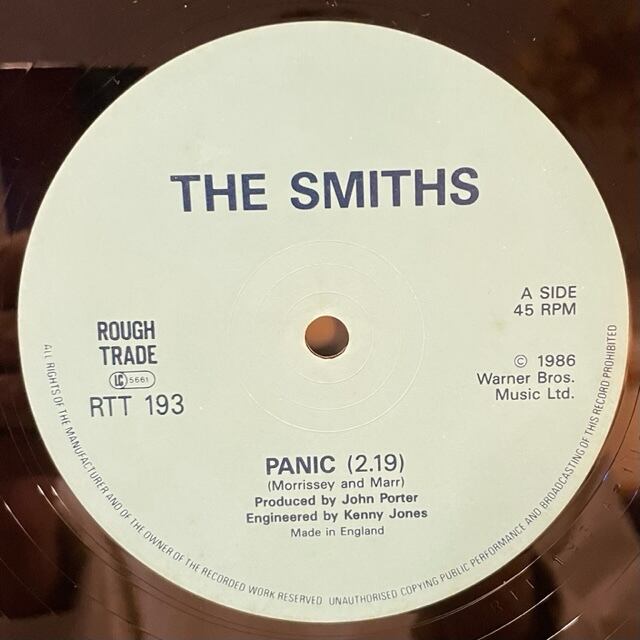 THE SMITHS
A SIDE
45 RPM
ROUGH
TRADE
LC 5661
RTT 193
© 1986
Warner Bros.
Music Ltd.
PANIC (2.19)
(Morrissey and Marr)
Produced by John Porter
Engineered by Kenny Jones
Made in England
ALL RIGHTS OF THE MANUFACTURER AND OF THE OWNER OF THE RECORDED WORK RESERVED UNAUTHORISED COPYING PUBLIC PERFORMANCE AND BROADCASTING OF THIS RECORD PROHIBITED